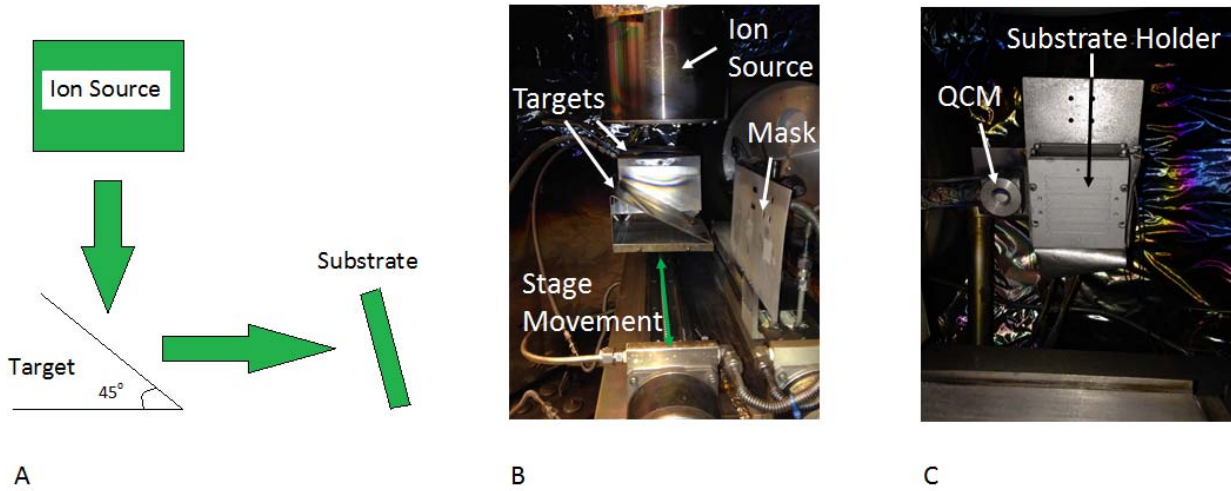 Ion Source
Target
45°
Substrate
A
Ion
Source
Targets
Mask
Stage
Movement
B
Substrate Holder
QCM
C